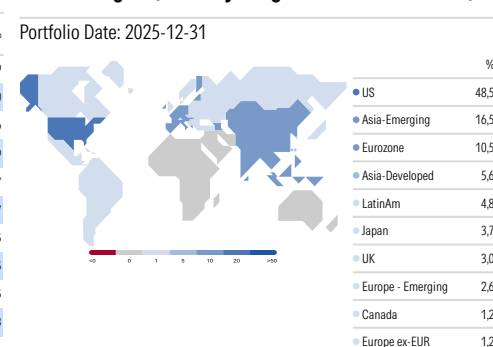 Portfolio Date: 2025-12-31
%
US 48,5
Asia-Emerging 16,5
Eurozone 10,5
Asia-Developed 5,6
LatinAm 4,8
Japan 3,7
UK 3,0
Europe - Emerging 2,6
Canada 1,2
Europe ex-EUR 1,2
<0 0 1 5 10 20 >50